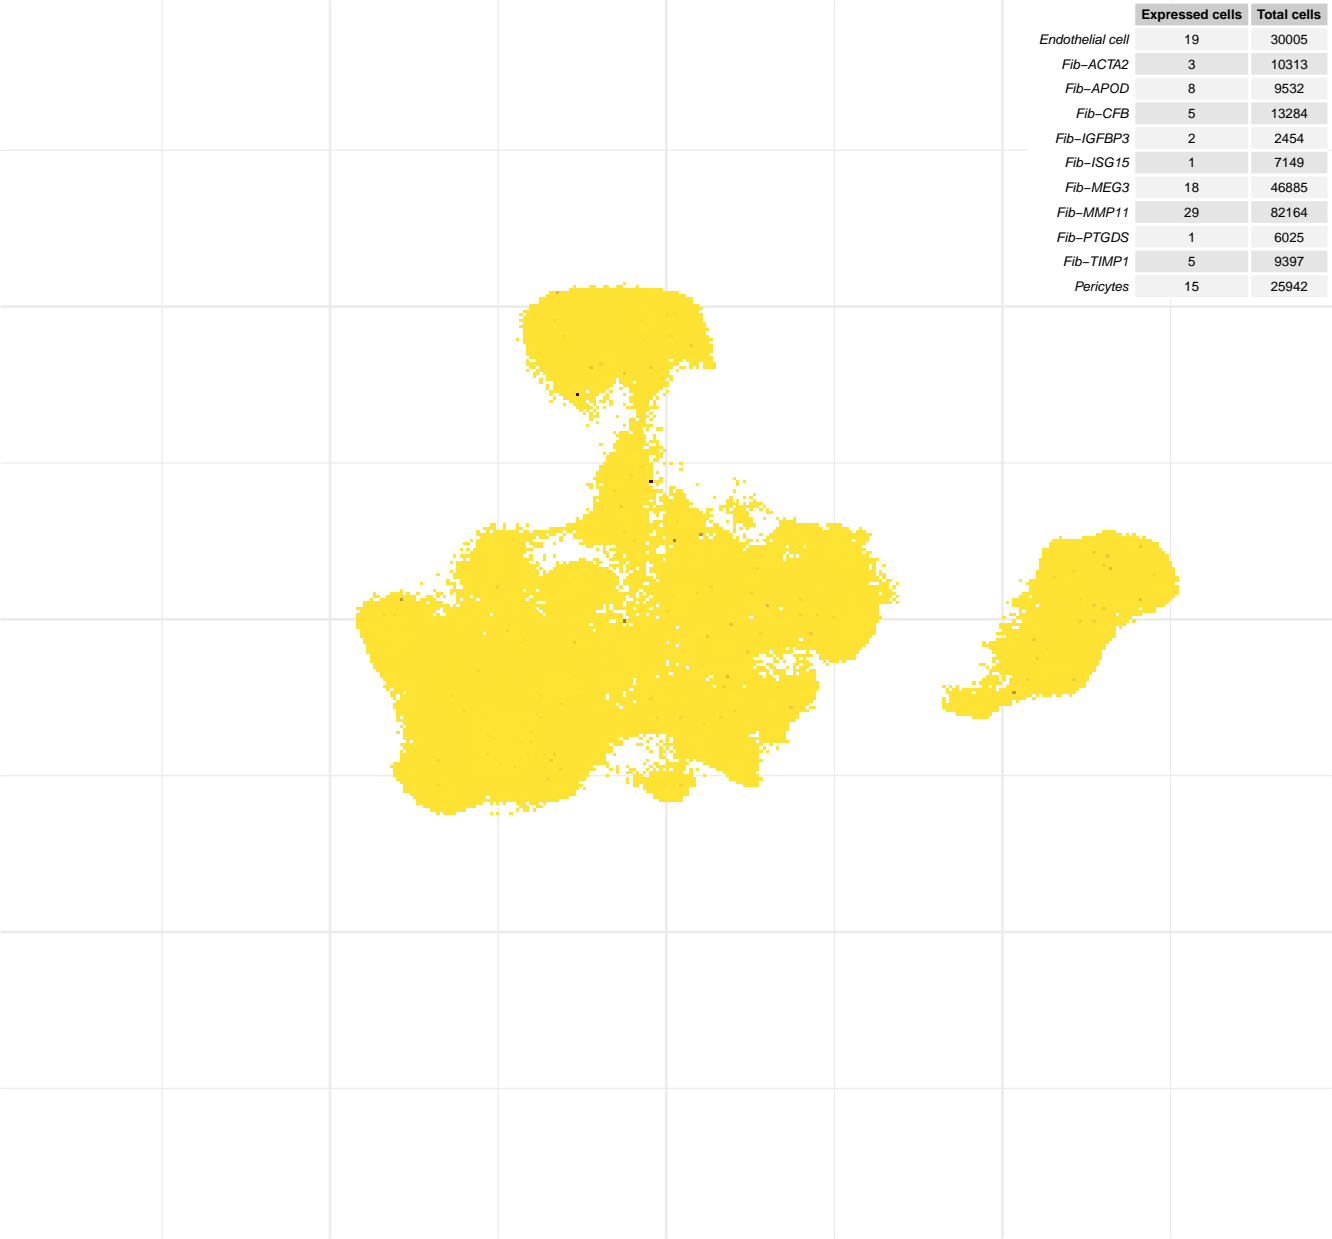 Expressed cells Total cells
Endothelial cell 19 30005
Fib−ACTA2 3 10313
Fib−APOD 8 9532
Fib−CFB 5 13284
Fib−IGFBP3 2 2454
Fib−ISG15 1 7149
Fib−MEG3 18 46885
Fib−MMP11 29 82164
Fib−PTGDS 1 6025
Fib−TIMP1 5 9397
Pericytes 15 25942